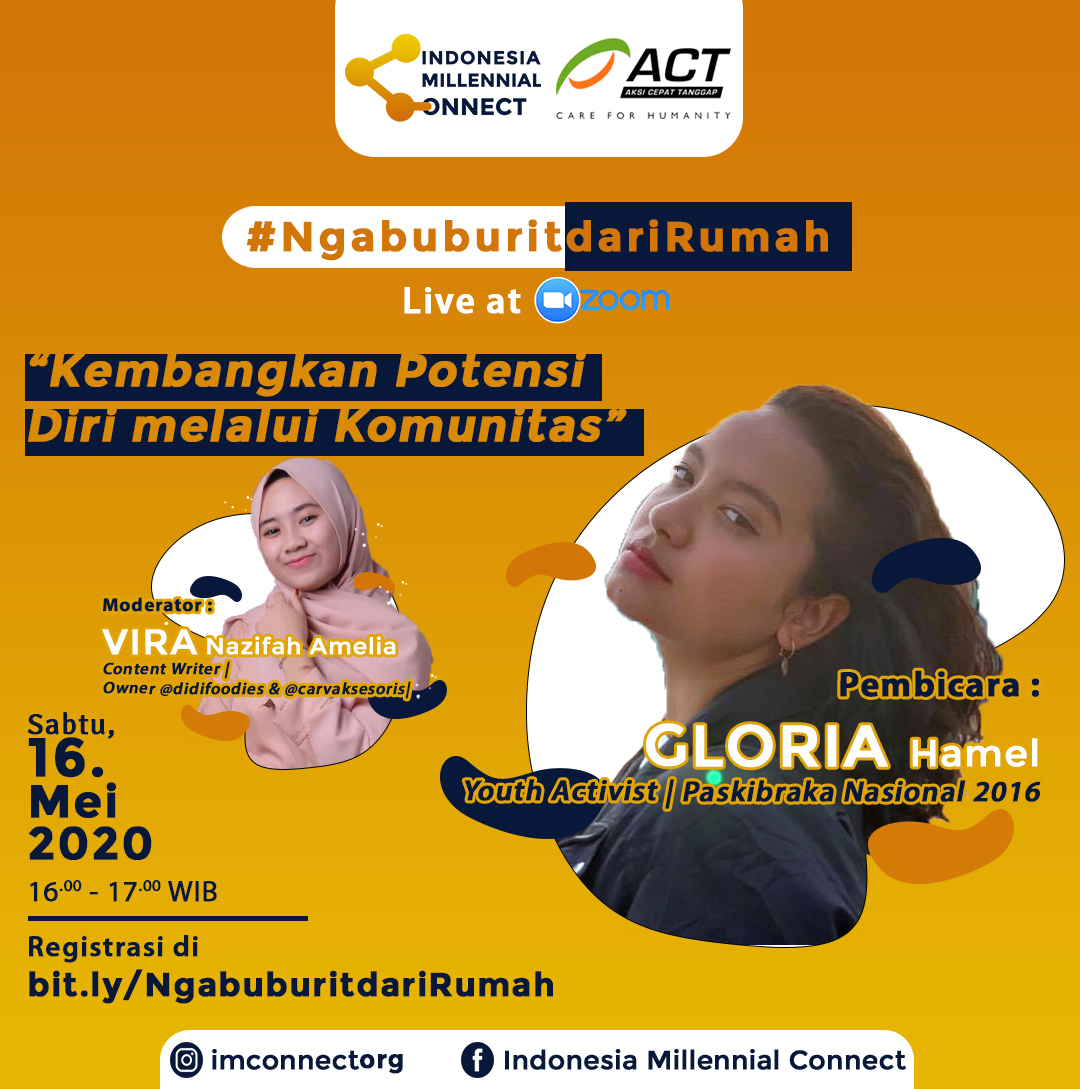 INDONESIA
MILLENNIAL
ONNECT
ACT
AKSI CEPAT TANGGAP
CARE FOR HUMANITY
#NgabuburitdariRumah
Live at zoom
“Kembangkan Potensi
Diri melalui Komunitas”
Moderator :
VIRA Nazifah Amelia
Content Writer |
Owner @didifoodies & @carvaksesoris|
Pembicara :
GLORIA Hamel
Youth Activist | Paskibraka Nasional 2016
Sabtu,
16.
Mei
2020
16.00 - 17.00 WIB
Registrasi di
bit.ly/NgabuburitdariRumah
imconnectorg
Indonesia Millennial Connect